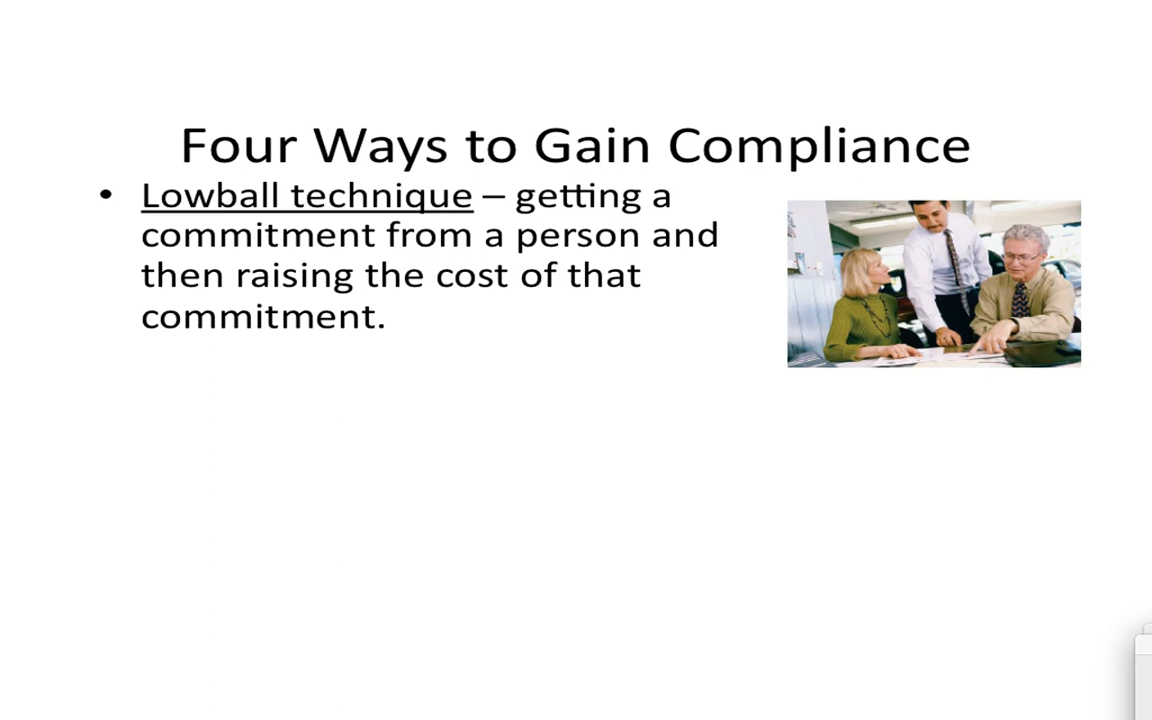 Four Ways to Gain Compliance
• Lowball technique – getting a
commitment from a person and
then raising the cost of that
commitment.